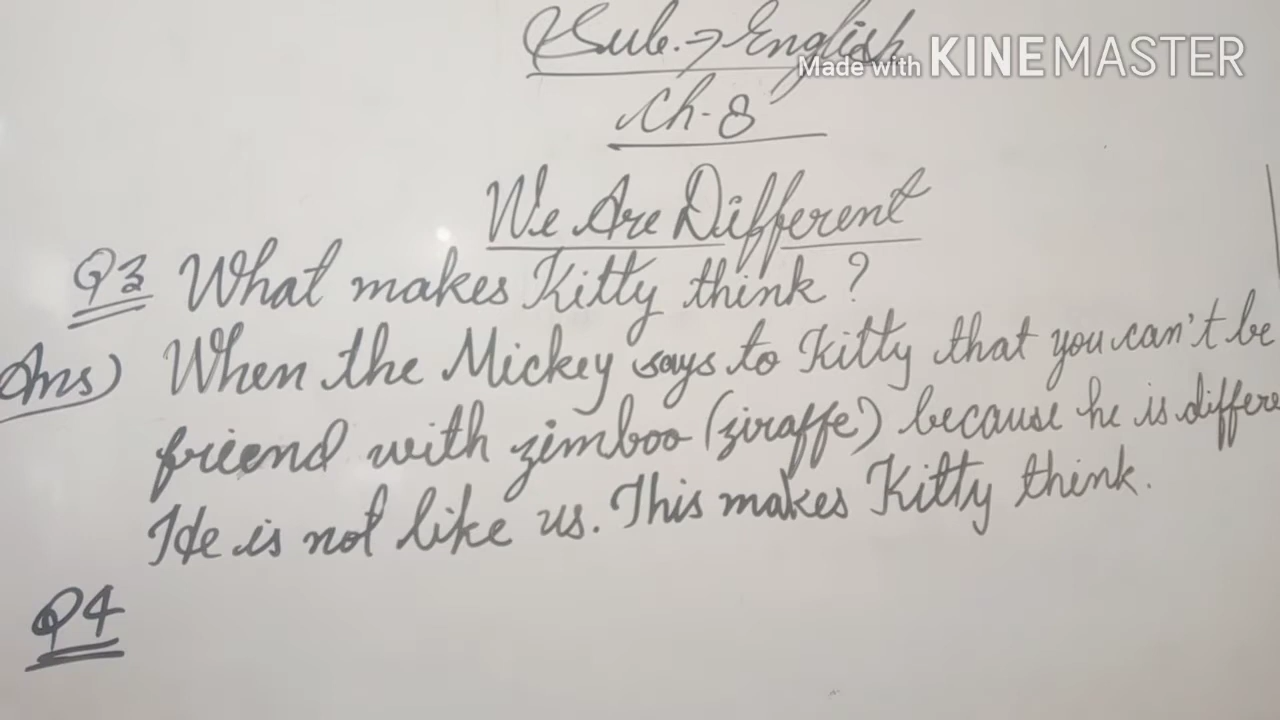 Sub. → English
Made with KINEMASTER
Ch-8
We Are Different
Q3 What makes Kitty think?
Ans) When the Mickey says to Kitty that you can't be
friend with zimboo (ziraffe) because he is differe
He is not like us. This makes Kitty think.
Q4